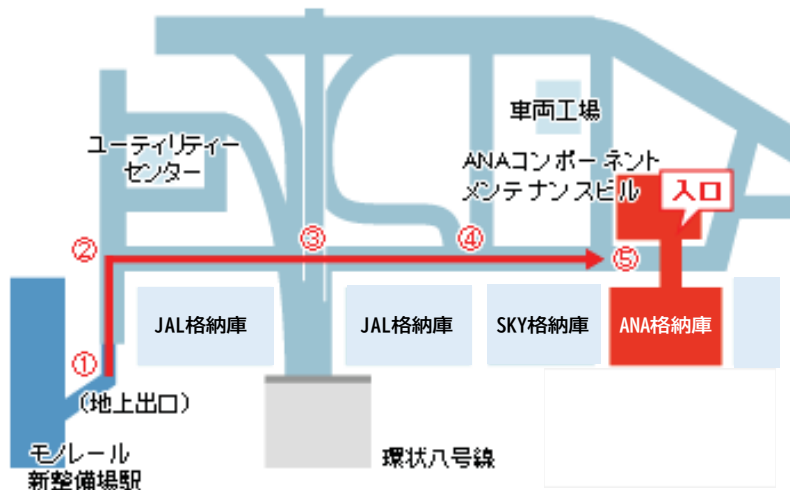 車両工場
ユーティリティー
センター
ANAコンポーネント
メンテナンスビル
入口
②
③
④
⑤
JAL格納庫
JAL格納庫
SKY格納庫
ANA格納庫
①
(地上出口)
モノレール
新整備場駅
環状八号線